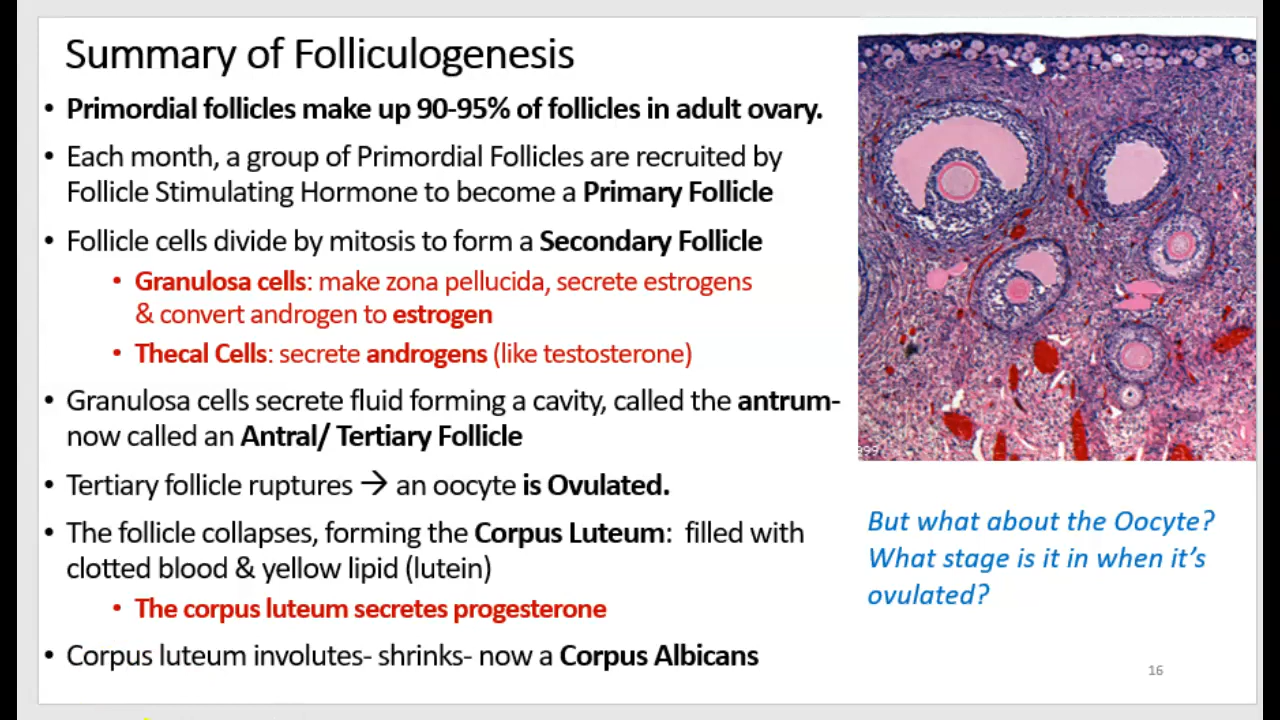 Summary of Folliculogenesis
• Primordial follicles make up 90-95% of follicles in adult ovary.
• Each month, a group of Primordial Follicles are recruited by
Follicle Stimulating Hormone to become a Primary Follicle
• Follicle cells divide by mitosis to form a Secondary Follicle
• Granulosa cells: make zona pellucida, secrete estrogens
& convert androgen to estrogen
• Thecal Cells: secrete androgens (like testosterone)
• Granulosa cells secrete fluid forming a cavity, called the antrum-
now called an Antral/ Tertiary Follicle
• Tertiary follicle ruptures → an oocyte is Ovulated.
• The follicle collapses, forming the Corpus Luteum: filled with
clotted blood & yellow lipid (lutein)
• The corpus luteum secretes progesterone
• Corpus luteum involutes- shrinks- now a Corpus Albicans
But what about the Oocyte?
What stage is it in when it's
ovulated?
16